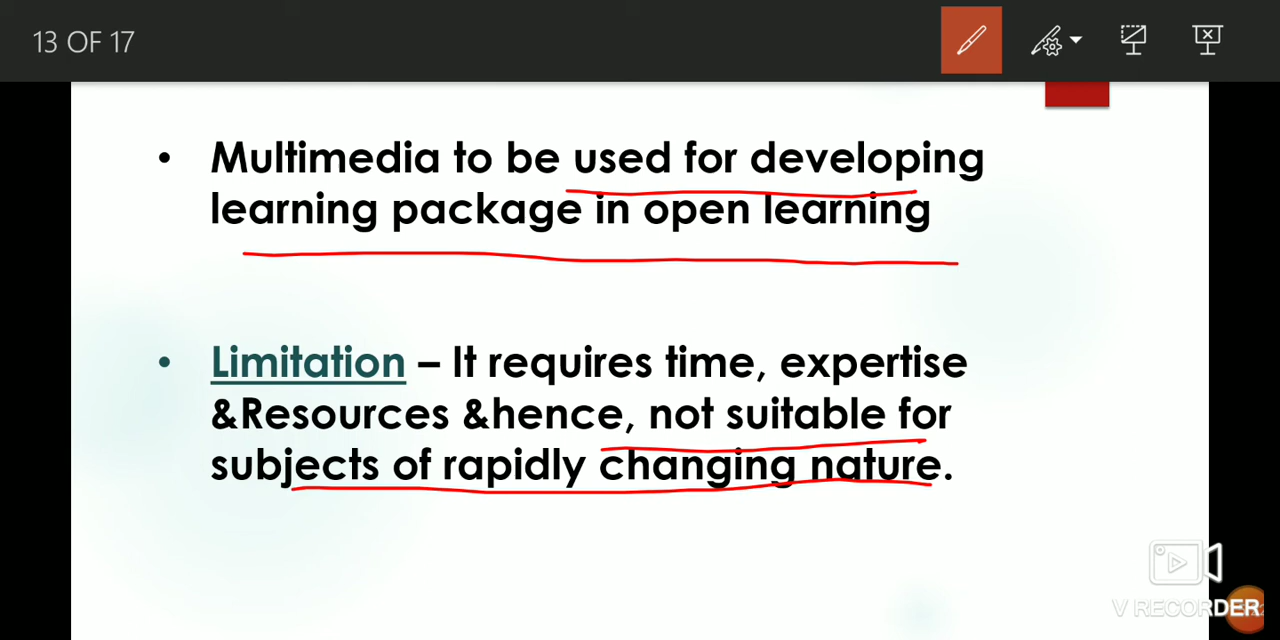 13 OF 17
• Multimedia to be used for developing
learning package in open learning
• Limitation – It requires time, expertise
&Resources &hence, not suitable for
subjects of rapidly changing nature.
V RECORDER